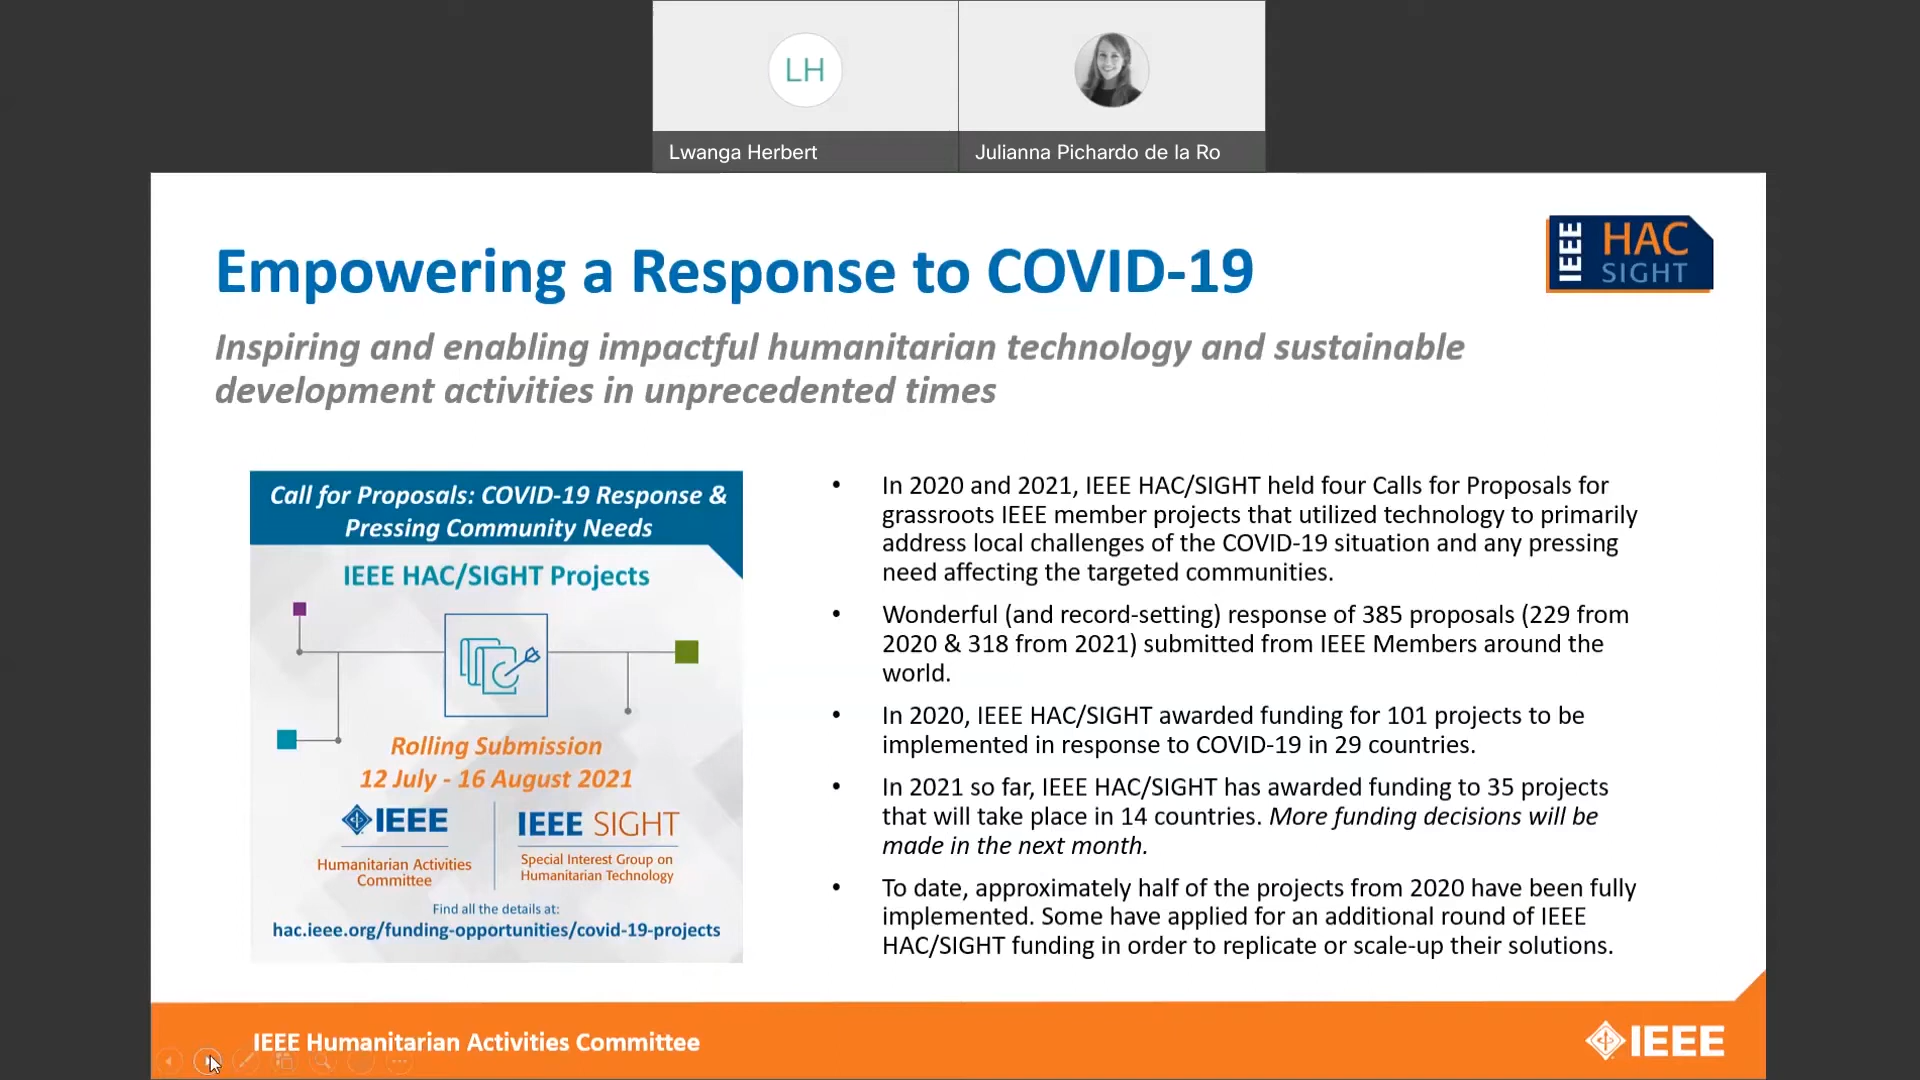 LH
Lwanga Herbert
Julianna Pichardo de la Ro
Empowering a Response to COVID-19
IEEE
HAC
SIGHT
Inspiring and enabling impactful humanitarian technology and sustainable
development activities in unprecedented times
Call for Proposals: COVID-19 Response &
Pressing Community Needs
IEEE HAC/SIGHT Projects
Rolling Submission
12 July - 16 August 2021
IEEE
Humanitarian Activities
Committee
IEEE SIGHT
Special Interest Group on
Humanitarian Technology
Find all the details at:
hac.ieee.org/funding-opportunities/covid-19-projects
• In 2020 and 2021, IEEE HAC/SIGHT held four Calls for Proposals for
grassroots IEEE member projects that utilized technology to primarily
address local challenges of the COVID-19 situation and any pressing
need affecting the targeted communities.
• Wonderful (and record-setting) response of 385 proposals (229 from
2020 & 318 from 2021) submitted from IEEE Members around the
world.
• In 2020, IEEE HAC/SIGHT awarded funding for 101 projects to be
implemented in response to COVID-19 in 29 countries.
• In 2021 so far, IEEE HAC/SIGHT has awarded funding to 35 projects
that will take place in 14 countries. More funding decisions will be
made in the next month.
• To date, approximately half of the projects from 2020 have been fully
implemented. Some have applied for an additional round of IEEE
HAC/SIGHT funding in order to replicate or scale-up their solutions.
IEEE Humanitarian Activities Committee
IEEE